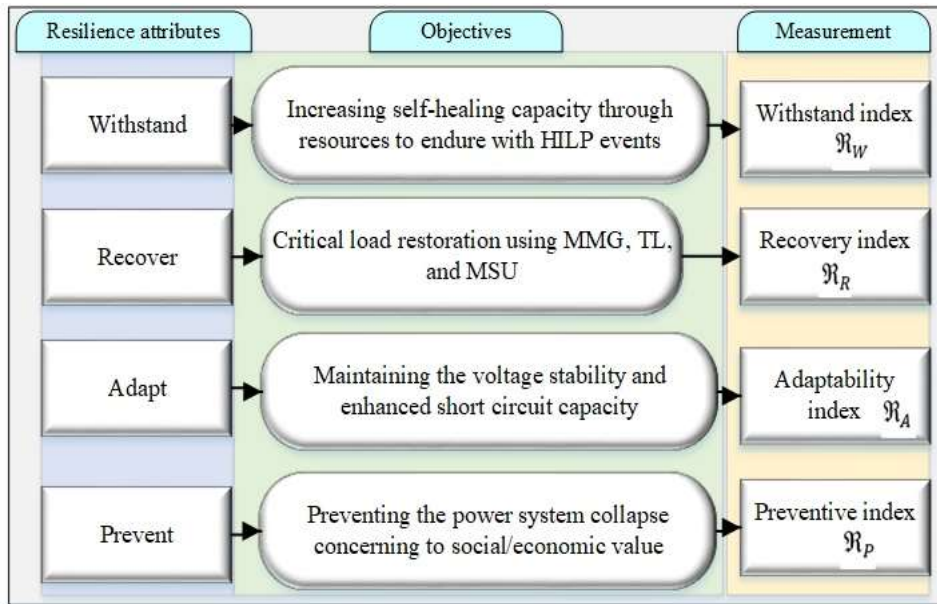 Resilience attributes
Objectives
Measurement
Withstand
Increasing self-healing capacity through
resources to endure with HILP events
Withstand index
ℜ_W
Recover
Critical load restoration using MMG, TL,
and MSU
Recovery index
ℜ_R
Adapt
Maintaining the voltage stability and
enhanced short circuit capacity
Adaptability
index ℜ_A
Prevent
Preventing the power system collapse
concerning to social/economic value
Preventive index
ℜ_P